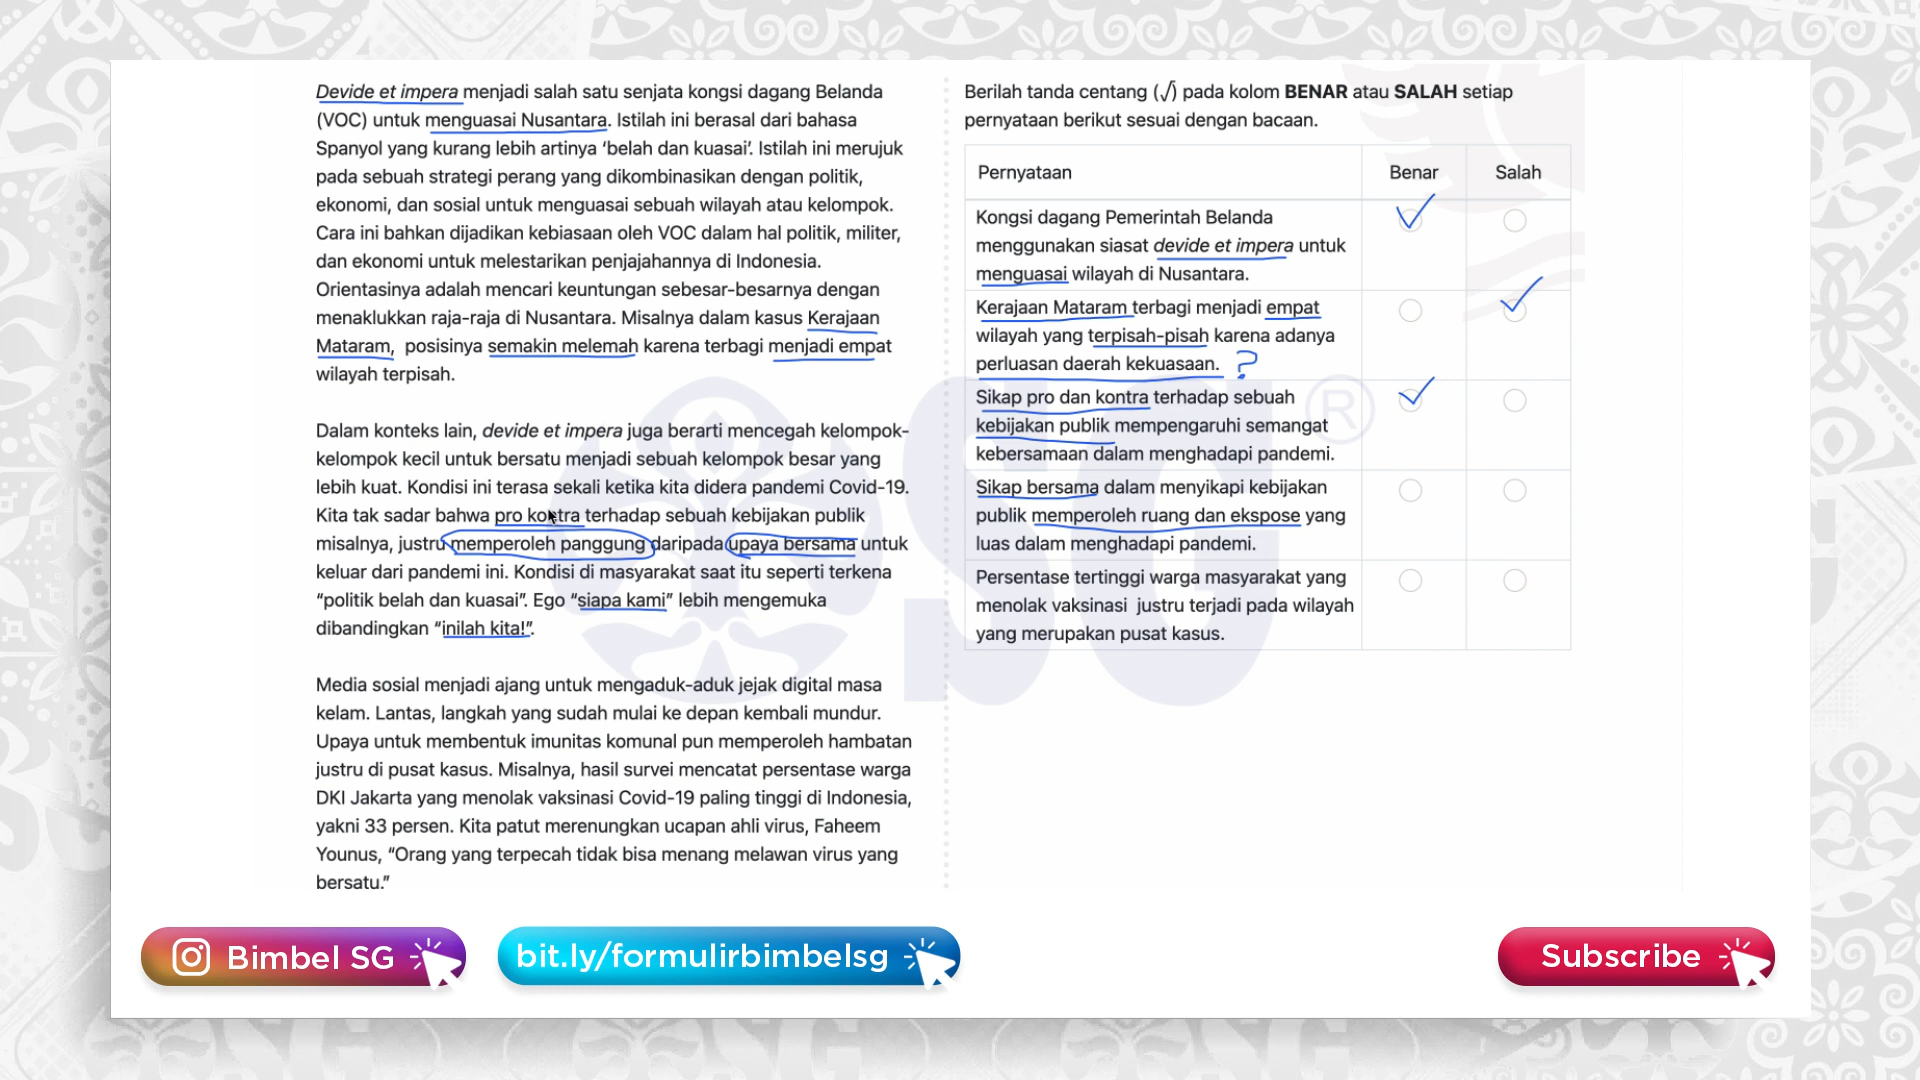 Devide et impera menjadi salah satu senjata kongsi dagang Belanda
(VOC) untuk menguasai Nusantara. Istilah ini berasal dari bahasa
Spanyol yang kurang lebih artinya ‘belah dan kuasai’. Istilah ini merujuk
pada sebuah strategi perang yang dikombinasikan dengan politik,
ekonomi, dan sosial untuk menguasai sebuah wilayah atau kelompok.
Cara ini bahkan dijadikan kebiasaan oleh VOC dalam hal politik, militer,
dan ekonomi untuk melestarikan penjajahannya di Indonesia.
Orientasinya adalah mencari keuntungan sebesar-besarnya dengan
menaklukkan raja-raja di Nusantara. Misalnya dalam kasus Kerajaan
Mataram, posisinya semakin melemah karena terbagi menjadi empat
wilayah terpisah.
Dalam konteks lain, devide et impera juga berarti mencegah kelompok-
kelompok kecil untuk bersatu menjadi sebuah kelompok besar yang
lebih kuat. Kondisi ini terasa sekali ketika kita didera pandemi Covid-19.
Kita tak sadar bahwa pro kontra terhadap sebuah kebijakan publik
misalnya, justru memperoleh panggung daripada upaya bersama untuk
keluar dari pandemi ini. Kondisi di masyarakat saat itu seperti terkena
“politik belah dan kuasai”. Ego “siapa kami” lebih mengemuka
dibandingkan “inilah kita!”.
Media sosial menjadi ajang untuk mengaduk-aduk jejak digital masa
kelam. Lantas, langkah yang sudah mulai ke depan kembali mundur.
Upaya untuk membentuk imunitas komunal pun memperoleh hambatan
justru di pusat kasus. Misalnya, hasil survei mencatat persentase warga
DKI Jakarta yang menolak vaksinasi Covid-19 paling tinggi di Indonesia,
yakni 33 persen. Kita patut merenungkan ucapan ahli virus, Faheem
Younus, “Orang yang terpecah tidak bisa menang melawan virus yang
bersatu.”
Berilah tanda centang (√) pada kolom BENAR atau SALAH setiap
pernyataan berikut sesuai dengan bacaan.
Pernyataan Benar Salah
Kongsi dagang Pemerintah Belanda
menggunakan siasat devide et impera untuk
menguasai wilayah di Nusantara.
Kerajaan Mataram terbagi menjadi empat
wilayah yang terpisah-pisah karena adanya
perluasan daerah kekuasaan. ?
Sikap pro dan kontra terhadap sebuah
kebijakan publik mempengaruhi semangat
kebersamaan dalam menghadapi pandemi.
Sikap bersama dalam menyikapi kebijakan
publik memperoleh ruang dan ekspose yang
luas dalam menghadapi pandemi.
Persentase tertinggi warga masyarakat yang
menolak vaksinasi justru terjadi pada wilayah
yang merupakan pusat kasus.
SG ®
Bimbel SG
bit.ly/formulirbimbelsg
Subscribe